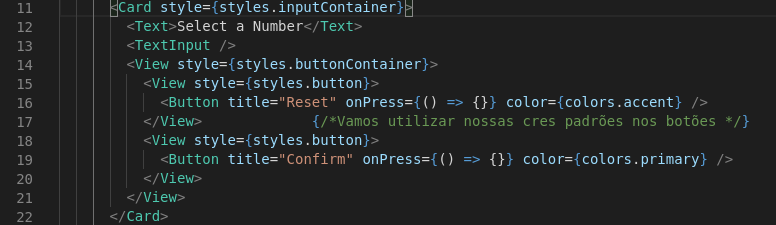 11 <Card style={styles.inputContainer}>
12 <Text>Select a Number</Text>
13 <TextInput />
14 <View style={styles.buttonContainer}>
15 <View style={styles.button}>
16 <Button title="Reset" onPress={() => {}} color={colors.accent} />
17 </View> {/*Vamos utilizar nossas cres padrões nos botões */}
18 <View style={styles.button}>
19 <Button title="Confirm" onPress={() => {}} color={colors.primary} />
20 </View>
21 </View>
22 </Card>